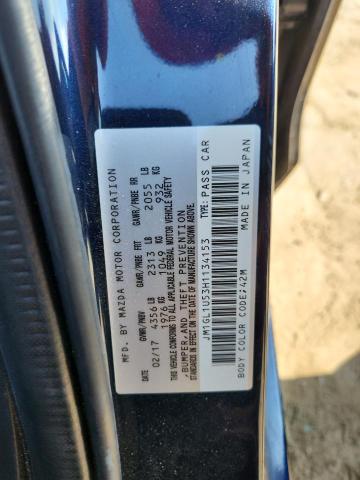 MFD. BY MAZDA MOTOR CORPORATION
GVWR/PNBV GAWR/PNBE FRT GAWR/PNBE RR
02/17 4356 LB 2313 LB 2055 LB
1976 KG 1049 KG 932 KG
THIS VEHICLE CONFORMS TO ALL APPLICABLE FEDERAL MOTOR VEHICLE SAFETY
,BUMPER,AND THEFT PREVENTION
STANDARDS IN EFFECT ON THE DATE OF MANUFACTURE SHOWN ABOVE.
JM1GL1U53H1134153 TYPE: PASS CAR
BODY COLOR CODE;42M MADE IN JAPAN